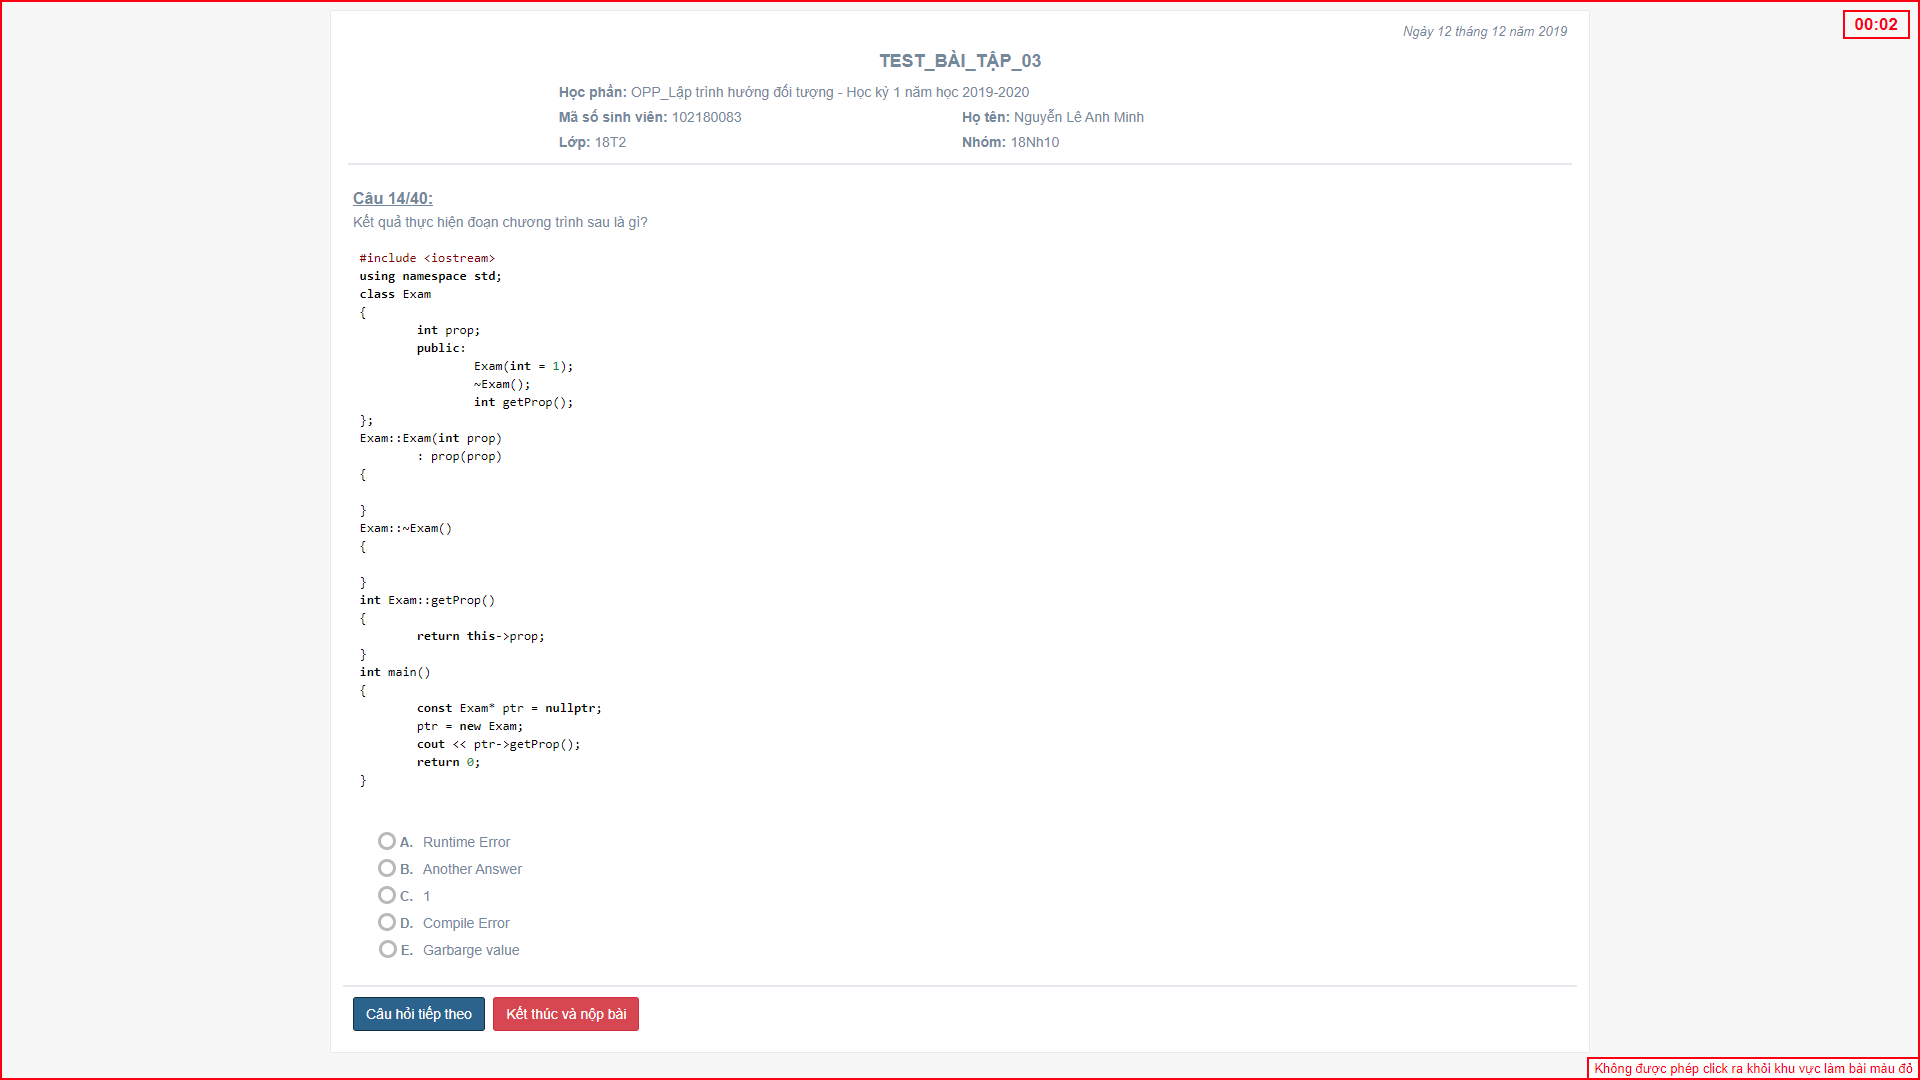 Ngày 12 tháng 12 năm 2019
00:02
TEST_BÀI_TẬP_03
Học phần: OPP_Lập trình hướng đối tượng - Học kỳ 1 năm học 2019-2020
Mã số sinh viên: 102180083 Họ tên: Nguyễn Lê Anh Minh
Lớp: 18T2 Nhóm: 18Nh10
Câu 14/40:
Kết quả thực hiện đoạn chương trình sau là gì?
#include <iostream>
using namespace std;
class Exam
{
int prop;
public:
Exam(int = 1);
~Exam();
int getProp();
};
Exam::Exam(int prop)
: prop(prop)
{
}
Exam::~Exam()
{
}
int Exam::getProp()
{
return this->prop;
}
int main()
{
const Exam* ptr = nullptr;
ptr = new Exam;
cout << ptr->getProp();
return 0;
}
A. Runtime Error
B. Another Answer
C. 1
D. Compile Error
E. Garbarge value
Câu hỏi tiếp theo Kết thúc và nộp bài
Không được phép click ra khỏi khu vực làm bài màu đỏ